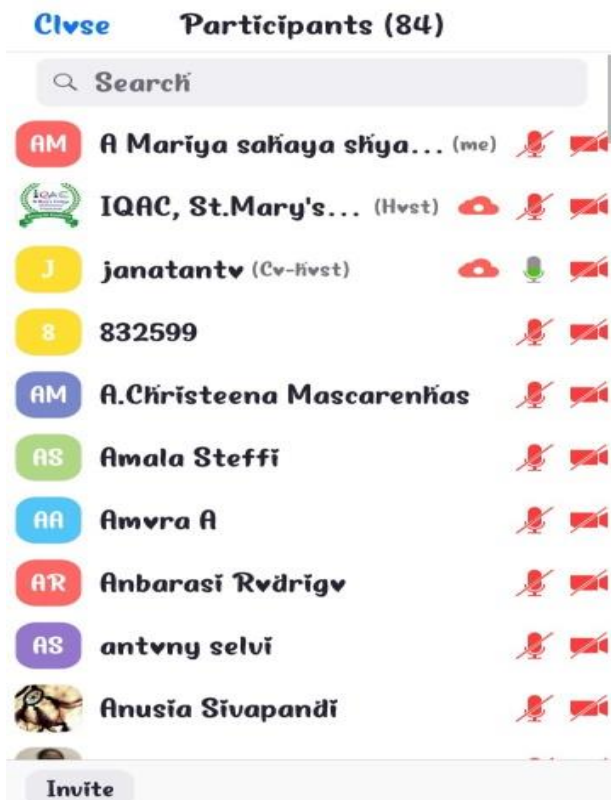 Close Participants (84)
Search
AM A Mariya sahaya shya... (me)
IQAC, St.Mary's... (Host)
J janatanto (Co-host)
8 832599
AM A.Christeena Mascarenhas
AS Amala Steffi
AA Amora A
AR Anbarasi Rodrigo
AS antony selvi
Anusia Sivapandi
Invite